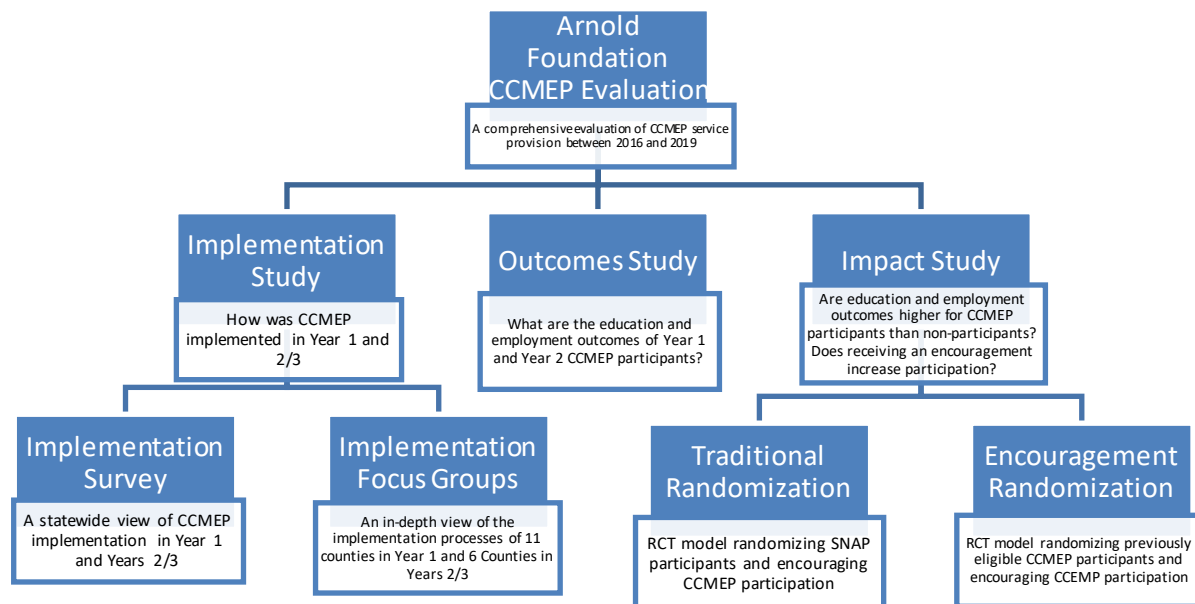 Arnold
Foundation
CCMEP Evaluation
A comprehensive evaluation of CCMEP service
provision between 2016 and 2019
Implementation
Study
How was CCMEP
implemented in Year 1 and
2/3
Outcomes Study
What are the education and
employment outcomes of Year 1
and Year 2 CCMEP participants?
Impact Study
Are education and employment
outcomes higher for CCMEP
participants than non-participants?
Does receiving an encouragement
increase participation?
Implementation
Survey
A statewide view of CCMEP
implementation in Year 1
and Years 2/3
Implementation
Focus Groups
An in-depth view of the
implementation processes of 11
counties in Year 1 and 6 Counties in
Years 2/3
Traditional
Randomization
RCT model randomizing SNAP
participants and encouraging
CCMEP participation
Encouragement
Randomization
RCT model randomizing previously
eligible CCMEP participants and
encouraging CCEMP participation